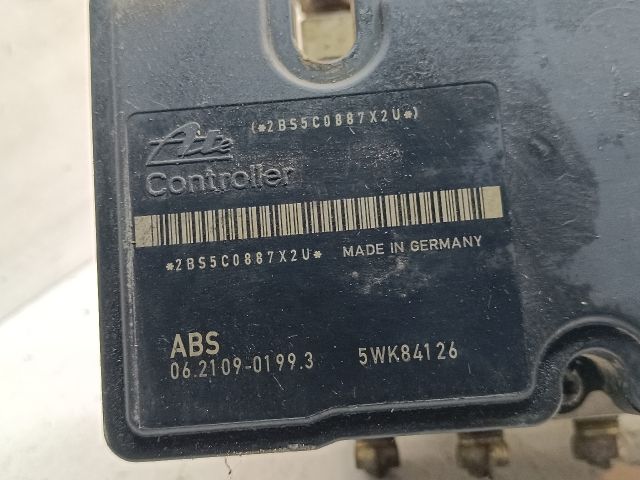 (*2BS5C0887X2U*)
Ate
Controller
*2BS5C0887X2U* MADE IN GERMANY
ABS
06.2109-0199.3 5WK84126